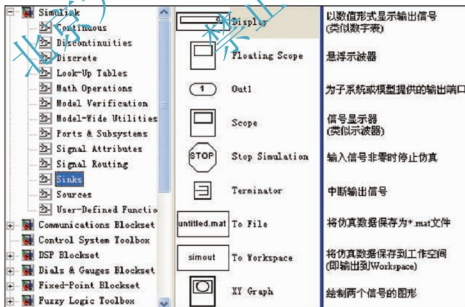 Simulink
Continuous
Discontinuities
Discrete
Look-Up Tables
Math Operations
Model Verification
Model-Wide Utilities
Ports & Subsystems
Signal Attributes
Signal Routing
Sinks
Sources
User-Defined Functio
Communications Blockset
Control System Toolbox
DSP Blockset
Dials & Gauges Blockset
Fixed-Point Blockset
Fuzzy Logic Toolbox
Display
以数值形式显示输出信号
(类似数字表)
Floating Scope
悬浮示波器
1 Out1
为子系统或模型提供的输出端口
Scope
信号显示器
(类似示波器)
STOP Stop Simulation
输入信号非零时停止仿真
Terminator
中断输出信号
untitled.mat To File
将仿真数据保存为*.mat文件
simout To Workspace
将仿真数据保存到工作空间
(即输出到Workspace)
XY Graph
绘制两个信号的图形